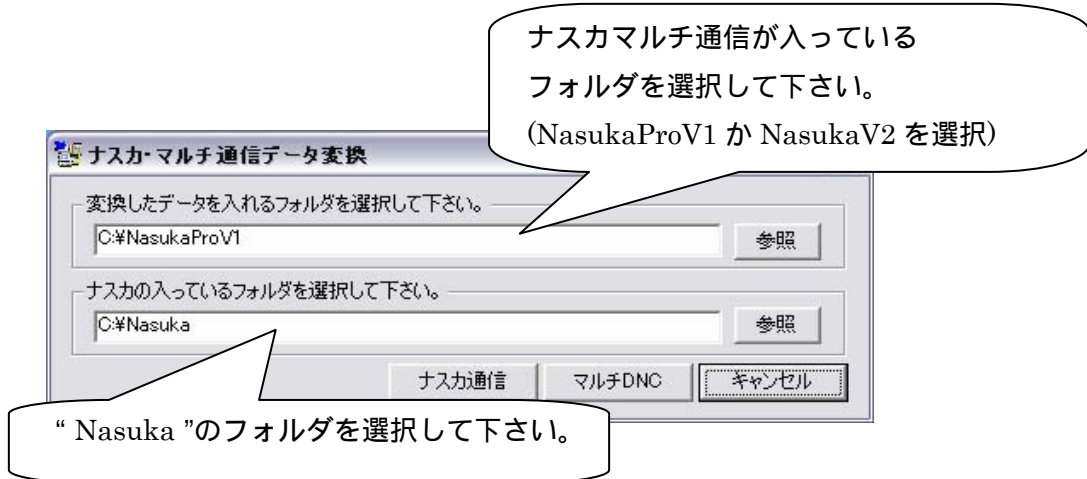 ナスカマルチ通信が入っている
フォルダを選択して下さい。
(NasukaProV1 か NasukaV2 を選択)
ナスカ・マルチ通信データ変換
変換したデータを入れるフォルダを選択して下さい。
C:¥NasukaProV1
参照
ナスカの入っているフォルダを選択して下さい。
C:¥Nasuka
参照
ナスカ通信 マルチDNC キャンセル
“ Nasuka ”のフォルダを選択して下さい。